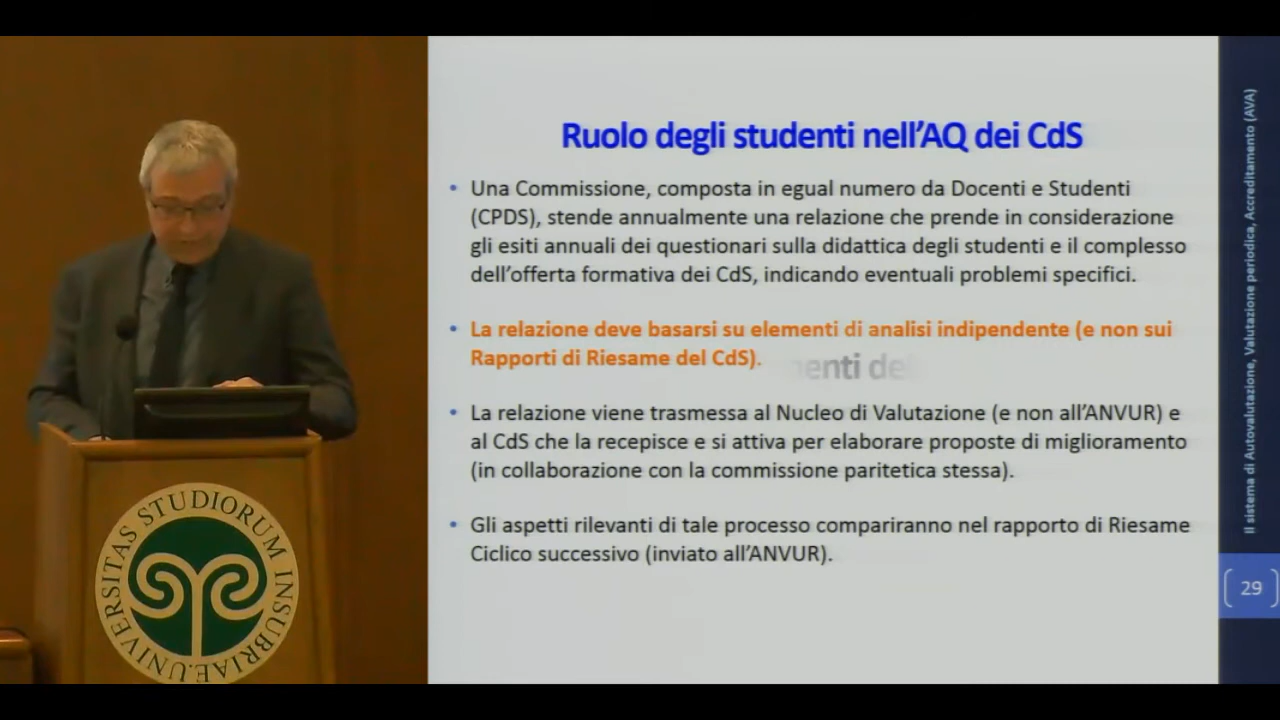 Ruolo degli studenti nell'AQ dei CdS
• Una Commissione, composta in egual numero da Docenti e Studenti
(CPDS), stende annualmente una relazione che prende in considerazione
gli esiti annuali dei questionari sulla didattica degli studenti e il complesso
dell'offerta formativa dei CdS, indicando eventuali problemi specifici.
• La relazione deve basarsi su elementi di analisi indipendente (e non sui
Rapporti di Riesame del CdS).
• La relazione viene trasmessa al Nucleo di Valutazione (e non all'ANVUR) e
al CdS che la recepisce e si attiva per elaborare proposte di miglioramento
(in collaborazione con la commissione paritetica stessa).
• Gli aspetti rilevanti di tale processo compariranno nel rapporto di Riesame
Ciclico successivo (inviato all'ANVUR).
Il sistema di Autovalutazione, Valutazione periodica, Accreditamento (AVA)
29
UNIVERSITAS STUDIORUM INSUBRIAE